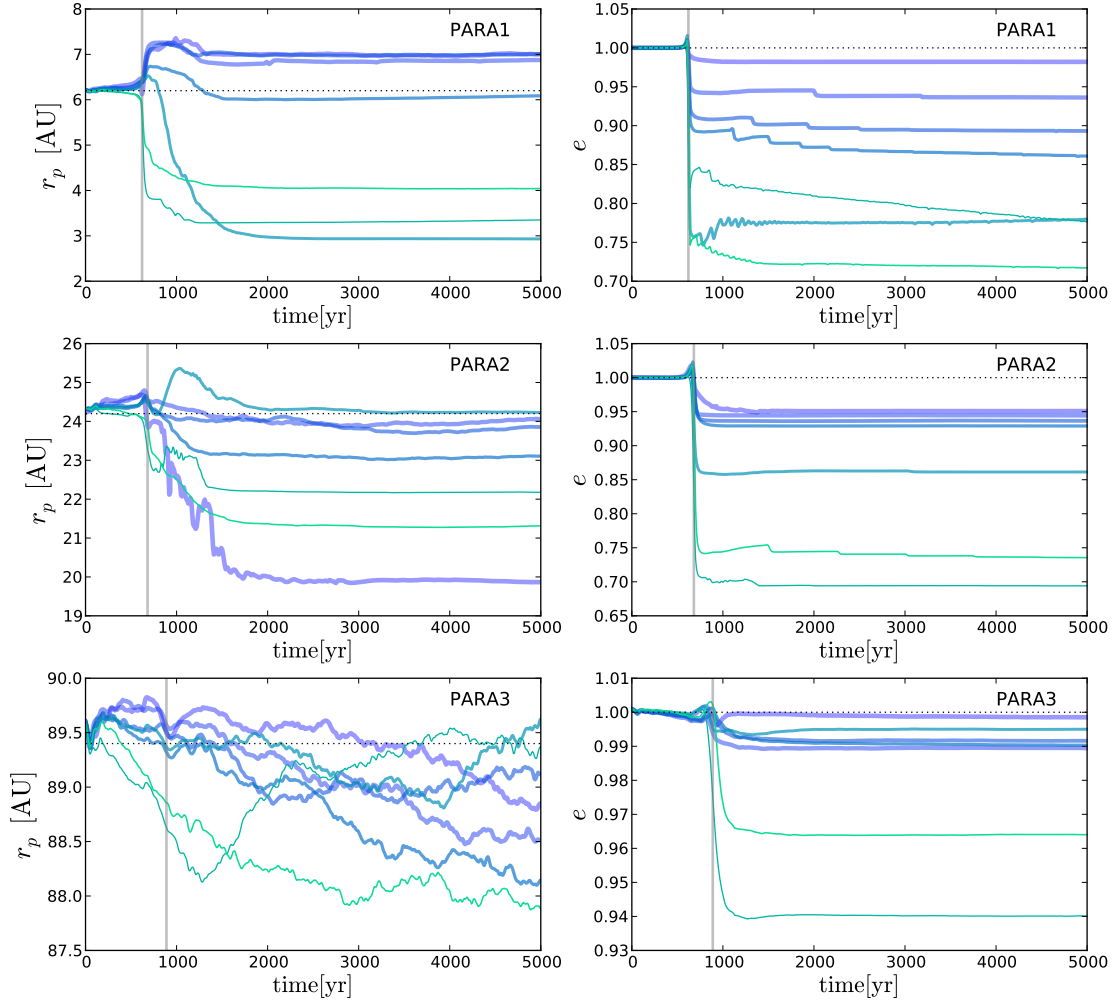 8
7
6
5
4
3
2
r_p [AU]
PARA1
0 1000 2000 3000 4000 5000
time[yr]
1.05
1.00
0.95
0.90
0.85
0.80
0.75
0.70
e
PARA1
0 1000 2000 3000 4000 5000
time[yr]
26
25
24
23
22
21
20
19
r_p [AU]
PARA2
0 1000 2000 3000 4000 5000
time[yr]
1.05
1.00
0.95
0.90
0.85
0.80
0.75
0.70
0.65
e
PARA2
0 1000 2000 3000 4000 5000
time[yr]
90.0
89.5
89.0
88.5
88.0
87.5
r_p [AU]
PARA3
0 1000 2000 3000 4000 5000
time[yr]
1.01
1.00
0.99
0.98
0.97
0.96
0.95
0.94
0.93
e
PARA3
0 1000 2000 3000 4000 5000
time[yr]